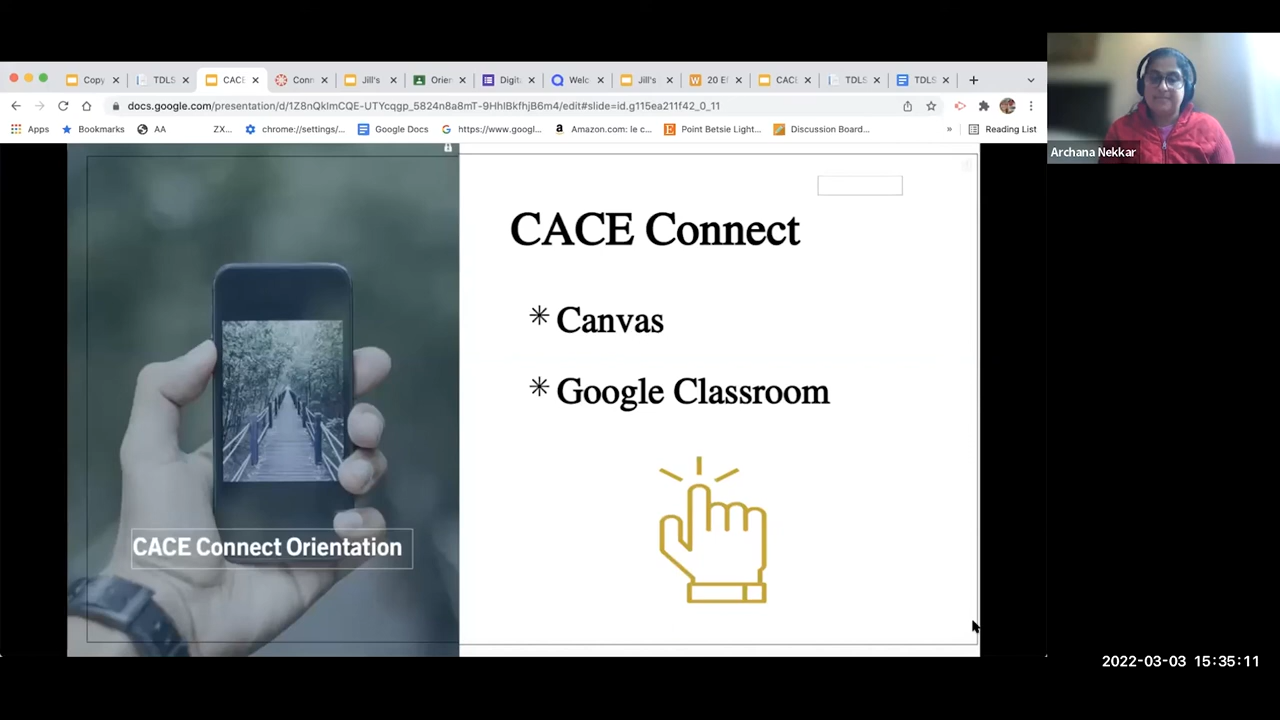 Copy
TDLS
CACE
Conn
Jill's
Orien
Digita
Welc
Jill's
20 Ef
CACE
TDLS
TDLS
docs.google.com/presentation/d/1Z8nQklmCQE-UTYcqgp_5824n8a8mT-9HhlBkfhjB6m4/edit#slide=id.g115ea211f42_0_11
Apps Bookmarks AA ZX... chrome://settings/... Google Docs https://www.googl... Amazon.com: le c... Point Betsie Light... Discussion Board... » Reading List
Archana Nekkar
CACE Connect
* Canvas
* Google Classroom
CACE Connect Orientation
2022-03-03 15:35:11